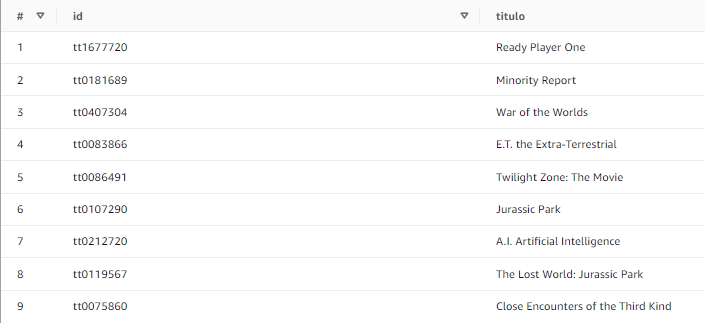 # id titulo
1 tt1677720 Ready Player One
2 tt0181689 Minority Report
3 tt0407304 War of the Worlds
4 tt0083866 E.T. the Extra-Terrestrial
5 tt0086491 Twilight Zone: The Movie
6 tt0107290 Jurassic Park
7 tt0212720 A.I. Artificial Intelligence
8 tt0119567 The Lost World: Jurassic Park
9 tt0075860 Close Encounters of the Third Kind